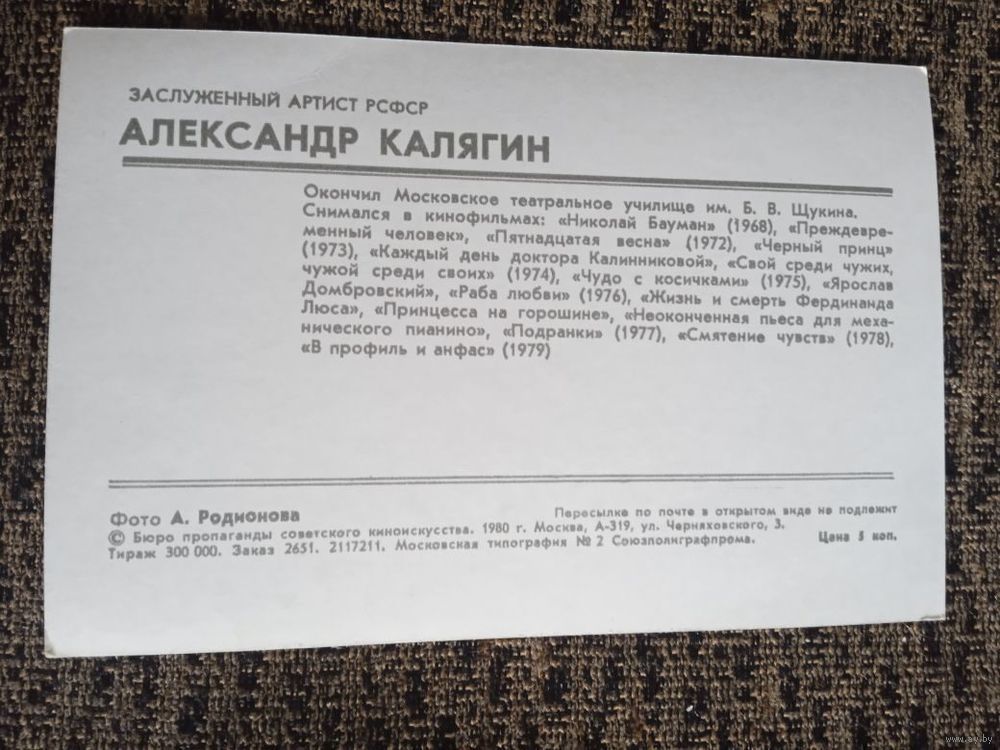 ЗАСЛУЖЕННЫЙ АРТИСТ РСФСР
АЛЕКСАНДР КАЛЯГИН
Окончил Московское театральное училище им. Б. В. Щукина.
Снимался в кинофильмах: «Николай Бауман» (1968), «Преждевре-
менный человек», «Пятнадцатая весна» (1972), «Черный принц»
(1973), «Каждый день доктора Калинниковой», «Свой среди чужих,
чужой среди своих» (1974), «Чудо с косичками» (1975), «Ярослав
Домбровский», «Раба любви» (1976), «Жизнь и смерть Фердинанда
Люса», «Принцесса на горошине», «Неоконченная пьеса для меха-
нического пианино», «Подранки» (1977), «Смятение чувств» (1978),
«В профиль и анфас» (1979)
Фото А. Родионова
Пересылке по почте в открытом виде не подлежит
© Бюро пропаганды советского киноискусства. 1980 г. Москва, А-319, ул. Черняховского, 3.
Тираж 300 000. Заказ 2651. 2117211. Московская типография № 2 Союзполиграфпрома.
Цена 5 коп.
www.ay.by